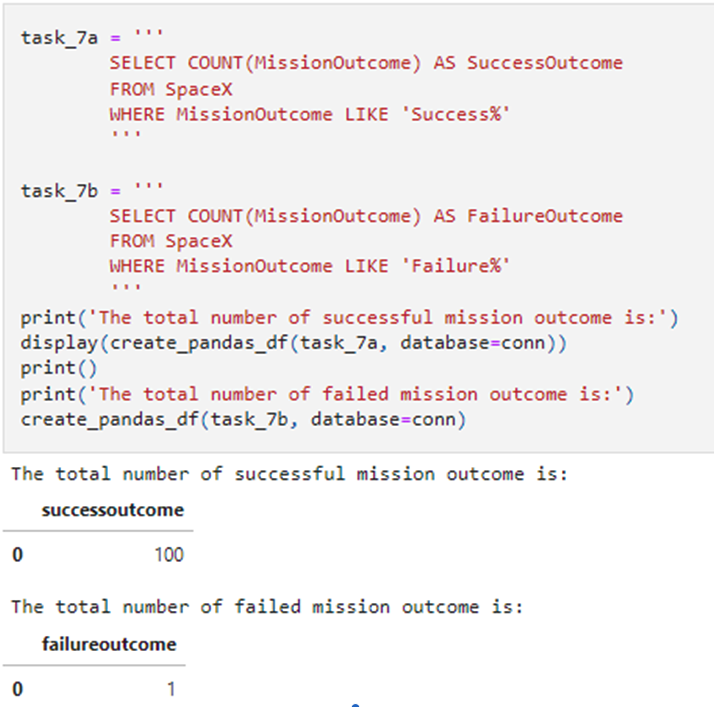 task_7a = '''
SELECT COUNT(MissionOutcome) AS SuccessOutcome
FROM SpaceX
WHERE MissionOutcome LIKE 'Success%'
'''
task_7b = '''
SELECT COUNT(MissionOutcome) AS FailureOutcome
FROM SpaceX
WHERE MissionOutcome LIKE 'Failure%'
'''
print('The total number of successful mission outcome is:')
display(create_pandas_df(task_7a, database=conn))
print()
print('The total number of failed mission outcome is:')
create_pandas_df(task_7b, database=conn)
The total number of successful mission outcome is:
successoutcome
0 100
The total number of failed mission outcome is:
failureoutcome
0 1